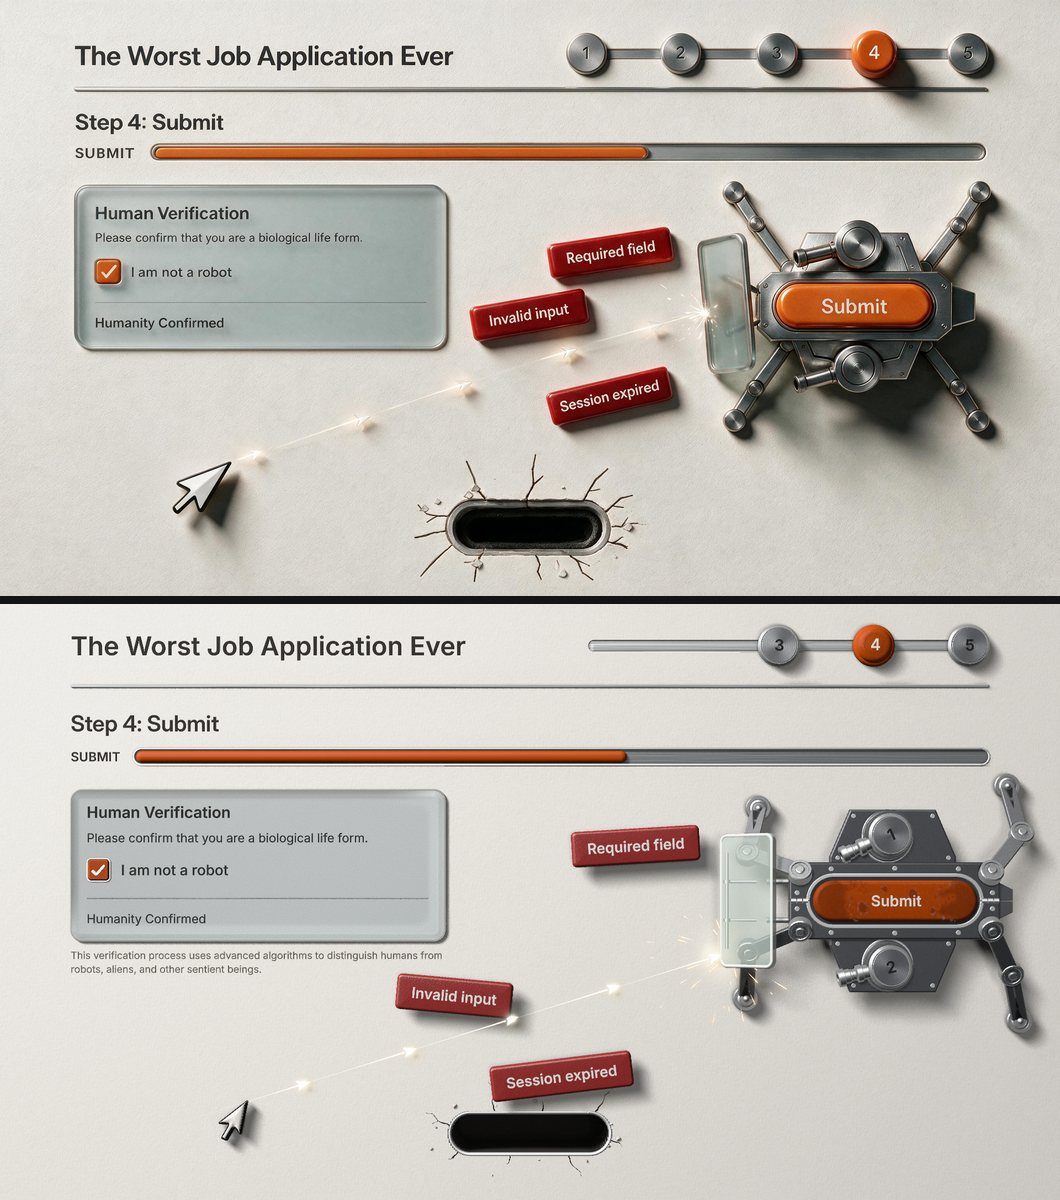 The Worst Job Application Ever
1 2 3 4 5
Step 4: Submit
SUBMIT
Human Verification
Please confirm that you are a biological life form.
I am not a robot
Humanity Confirmed
Required field
Invalid input
Session expired
Submit
The Worst Job Application Ever
3 4 5
Step 4: Submit
SUBMIT
Human Verification
Please confirm that you are a biological life form.
I am not a robot
Humanity Confirmed
This verification process uses advanced algorithms to distinguish humans from
robots, aliens, and other sentient beings.
Required field
Invalid input
Session expired
1
Submit
2